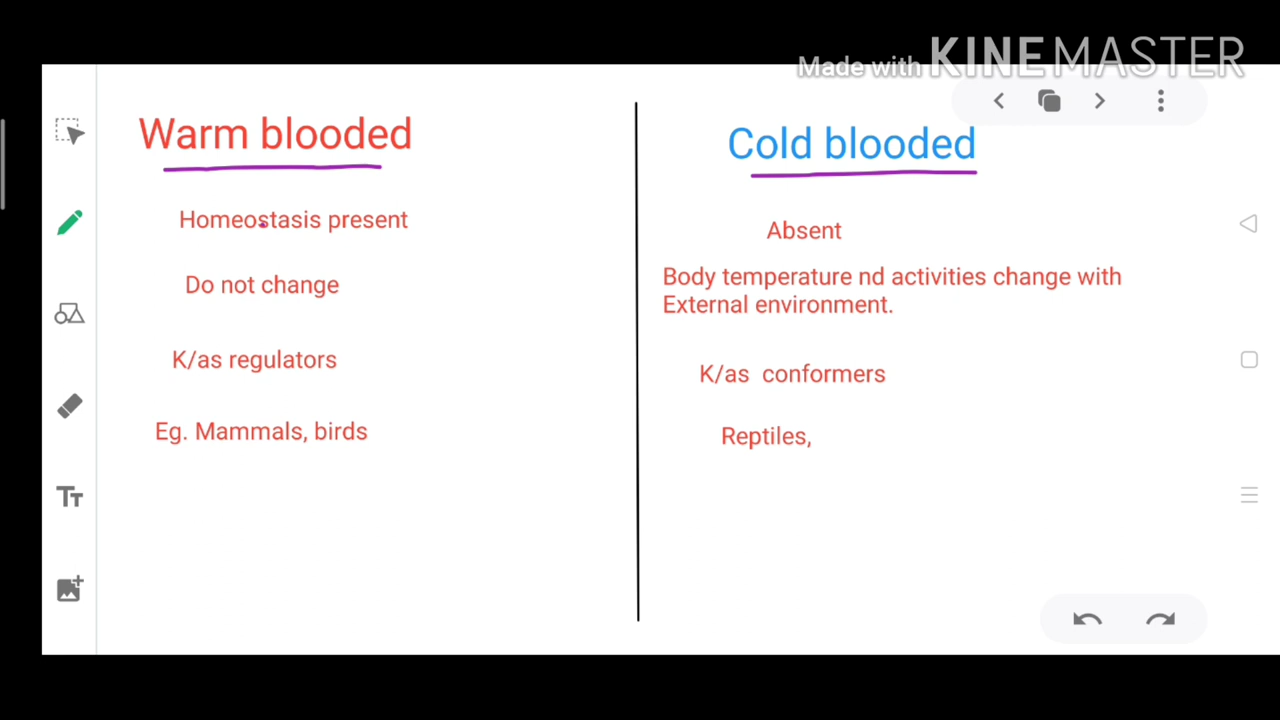 Made with KINEMASTER
Warm blooded
Homeostasis present
Do not change
K/as regulators
Eg. Mammals, birds
Cold blooded
Absent
Body temperature nd activities change with
External environment.
K/as conformers
Reptiles,
TT